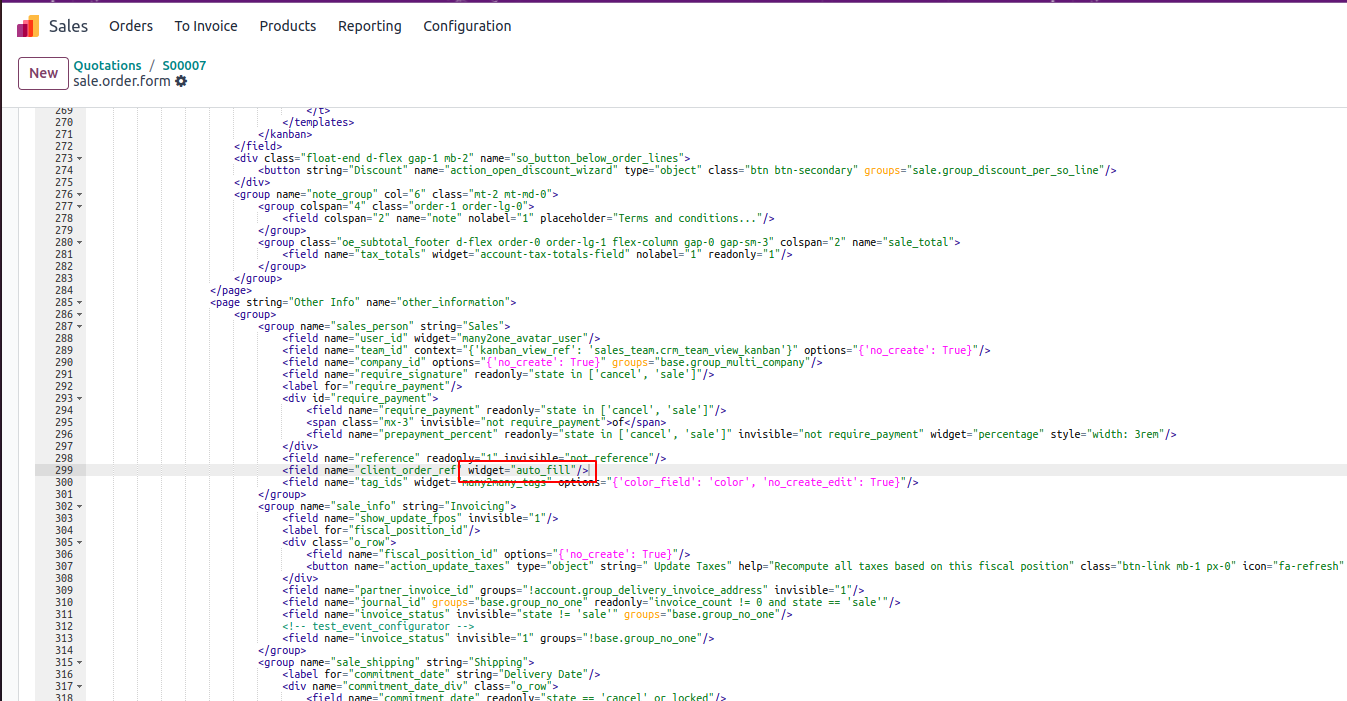 Sales Orders To Invoice Products Reporting Configuration
New Quotations / S00007
sale.order.form
269 </t>
270 </templates>
271 </kanban>
272 </field>
273 <div class="float-end d-flex gap-1 mb-2" name="so_button_below_order_lines">
274 <button string="Discount" name="action_open_discount_wizard" type="object" class="btn btn-secondary" groups="sale.group_discount_per_so_line"/>
275 </div>
276 <group name="note_group" col="6" class="mt-2 mt-md-0">
277 <group colspan="4" class="order-1 order-lg-0">
278 <field colspan="2" name="note" nolabel="1" placeholder="Terms and conditions..."/>
279 </group>
280 <group class="oe_subtotal_footer d-flex order-0 order-lg-1 flex-column gap-0 gap-sm-3" colspan="2" name="sale_total">
281 <field name="tax_totals" widget="account-tax-totals-field" nolabel="1" readonly="1"/>
282 </group>
283 </group>
284 </page>
285 <page string="Other Info" name="other_information">
286 <group>
287 <group name="sales_person" string="Sales">
288 <field name="user_id" widget="many2one_avatar_user"/>
289 <field name="team_id" context="{'kanban_view_ref': 'sales_team.crm_team_view_kanban'}" options="{'no_create': True}"/>
290 <field name="company_id" options="{'no_create': True}" groups="base.group_multi_company"/>
291 <field name="require_signature" readonly="state in ['cancel', 'sale']"/>
292 <label for="require_payment"/>
293 <div id="require_payment">
294 <field name="require_payment" readonly="state in ['cancel', 'sale']"/>
295 <span class="mx-3" invisible="not require_payment">of</span>
296 <field name="prepayment_percent" readonly="state in ['cancel', 'sale']" invisible="not require_payment" widget="percentage" style="width: 3rem"/>
297 </div>
298 <field name="reference" readonly="1" invisible="not reference"/>
299 <field name="client_order_ref" widget="auto_fill"/>
300 <field name="tag_ids" widget="many2many_tags" options="{'color_field': 'color', 'no_create_edit': True}"/>
301 </group>
302 <group name="sale_info" string="Invoicing">
303 <field name="show_update_fpos" invisible="1"/>
304 <label for="fiscal_position_id"/>
305 <div class="o_row">
306 <field name="fiscal_position_id" options="{'no_create': True}"/>
307 <button name="action_update_taxes" type="object" string=" Update Taxes" help="Recompute all taxes based on this fiscal position" class="btn-link mb-1 px-0" icon="fa-refresh"
308 </div>
309 <field name="partner_invoice_id" groups="!account.group_delivery_invoice_address" invisible="1"/>
310 <field name="journal_id" groups="base.group_no_one" readonly="invoice_count != 0 and state == 'sale'"/>
311 <field name="invoice_status" invisible="state != 'sale'" groups="base.group_no_one"/>
312 <!-- test_event_configurator -->
313 <field name="invoice_status" invisible="1" groups="!base.group_no_one"/>
314 </group>
315 <group name="sale_shipping" string="Shipping">
316 <label for="commitment_date" string="Delivery Date"/>
317 <div name="commitment_date_div" class="o_row">
318 <field name="commitment_date" readonly="state == 'cancel' or locked"/>